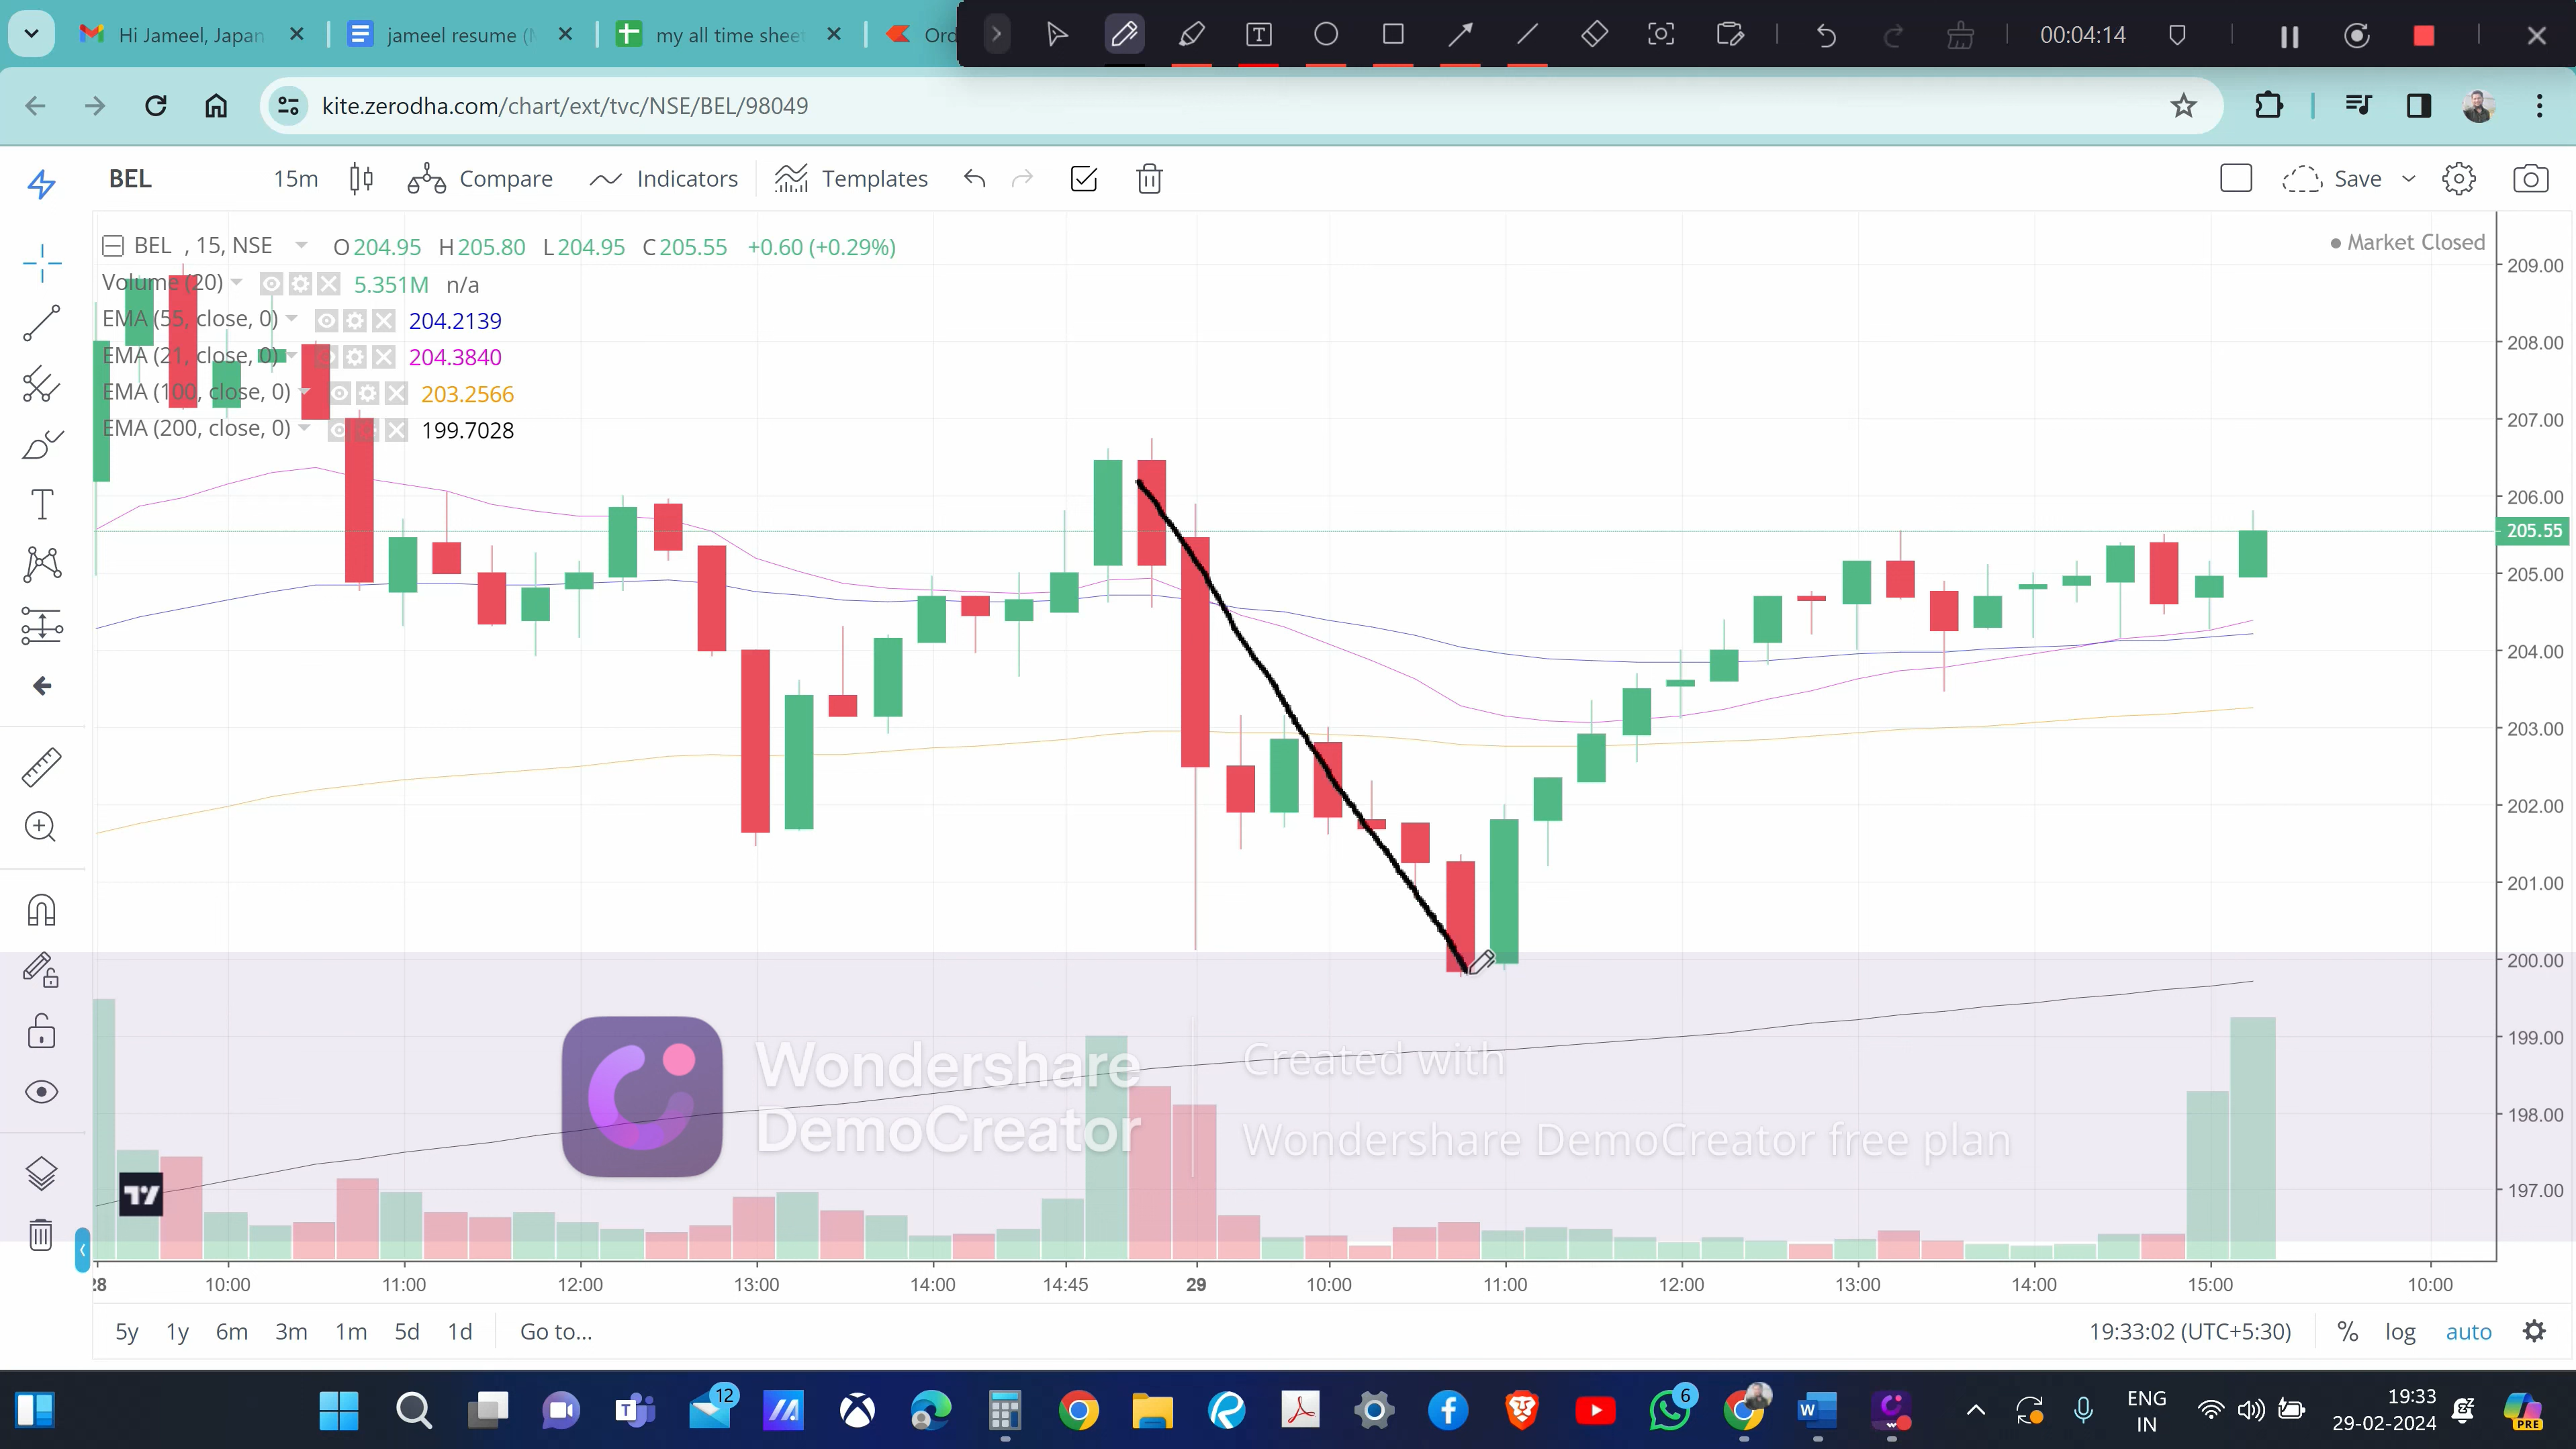 Hi Jameel, Japan
jameel resume (
my all time shee
Ord
00:04:14
kite.zerodha.com/chart/ext/tvc/NSE/BEL/98049
BEL 15m Compare Indicators Templates Save
BEL , 15, NSE O204.95 H205.80 L204.95 C205.55 +0.60 (+0.29%)
Market Closed
Volume (20) 5.351M n/a
EMA (55, close, 0) 204.2139
EMA (21, close, 0) 204.3840
EMA (100, close, 0) 203.2566
EMA (200, close, 0) 199.7028
209.00
208.00
207.00
206.00
205.55
205.00
204.00
203.00
202.00
201.00
200.00
199.00
198.00
197.00
Wondershare
DemoCreator
Created with
Wondershare DemoCreator free plan
28 10:00 11:00 12:00 13:00 14:00 14:45 29 10:00 11:00 12:00 13:00 14:00 15:00 10:00
5y 1y 6m 3m 1m 5d 1d Go to... 19:33:02 (UTC+5:30) % log auto
12
6
ENG
IN
19:33
29-02-2024
PRE